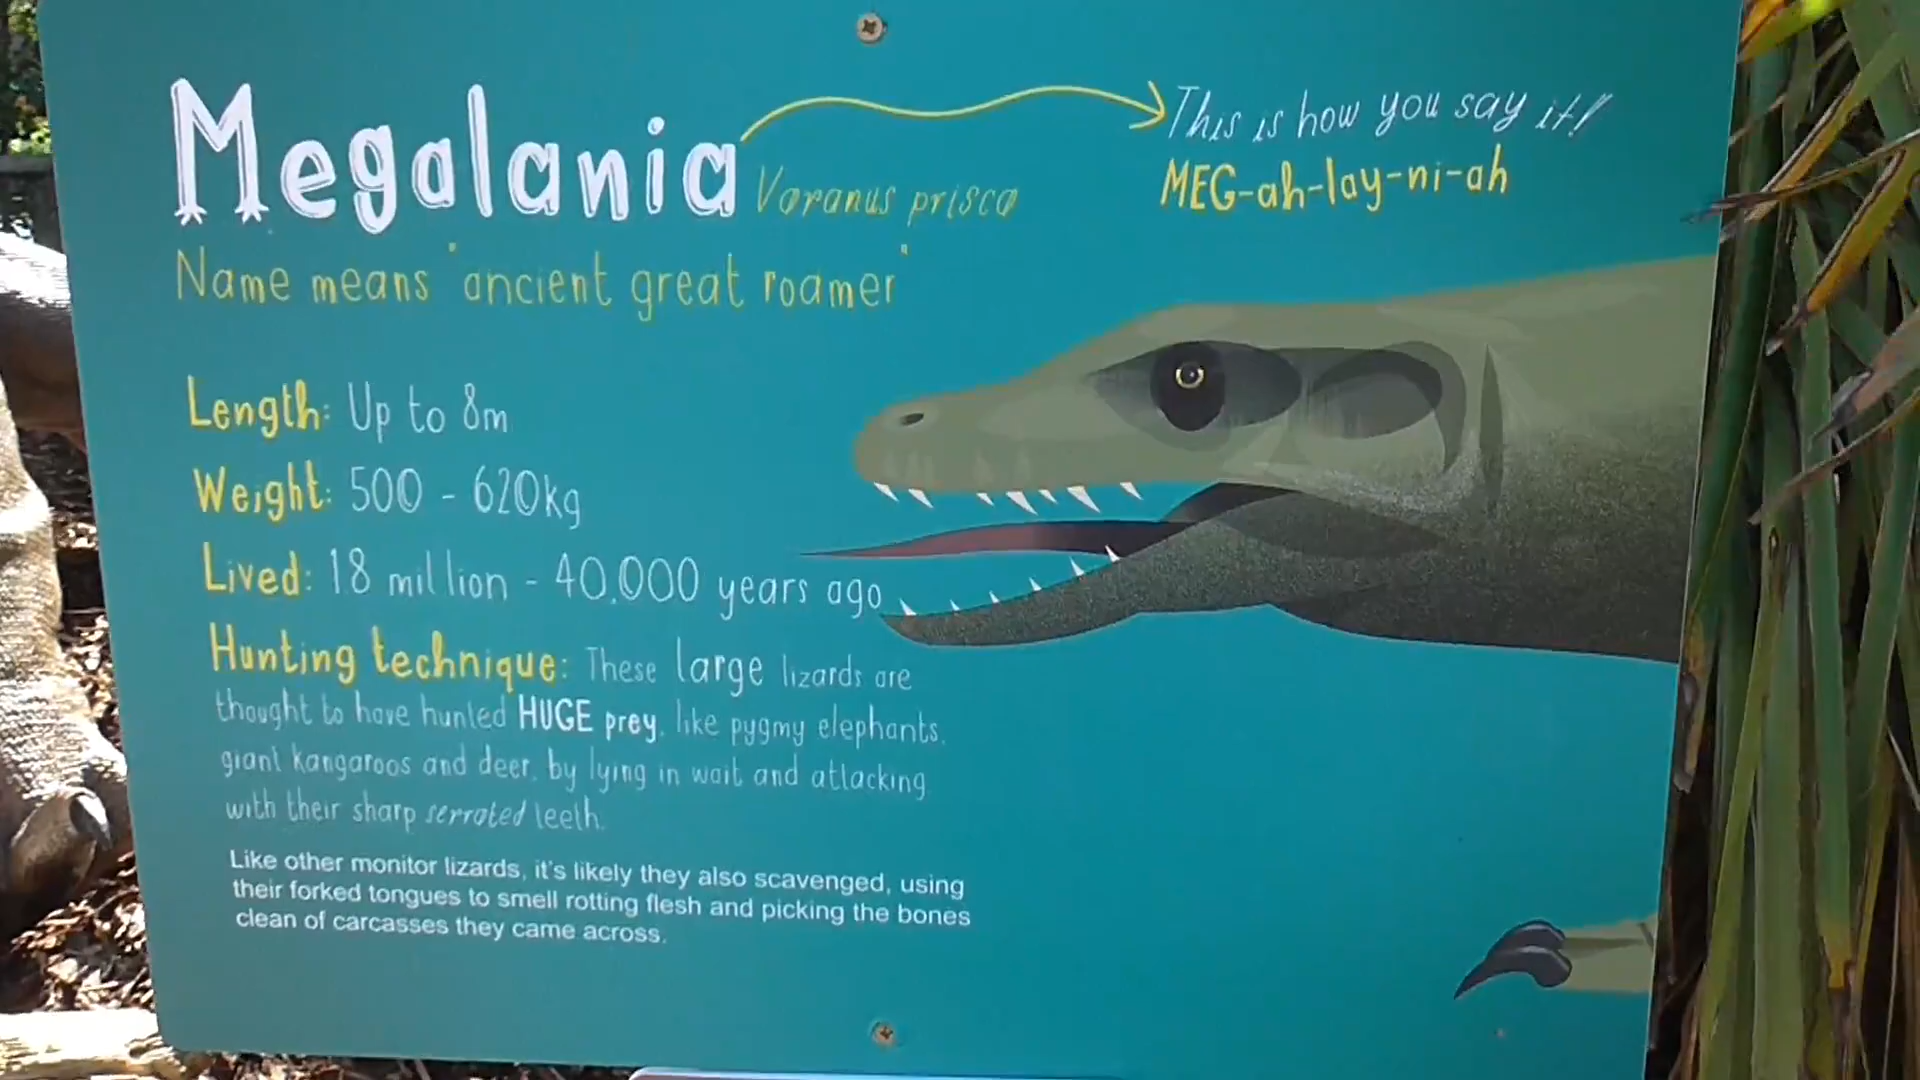 Megalania
Varanus prisca
This is how you say it!
MEG-ah-lay-ni-ah
Name means "ancient great roamer"
Length: Up to 8m
Weight: 500 - 620kg
Lived: 1.8 million - 40,000 years ago
Hunting technique: These large lizards are
thought to have hunted HUGE prey, like pygmy elephants,
giant kangaroos and deer, by lying in wait and attacking
with their sharp serrated teeth.
Like other monitor lizards, it's likely they also scavenged, using
their forked tongues to smell rotting flesh and picking the bones
clean of carcasses they came across.